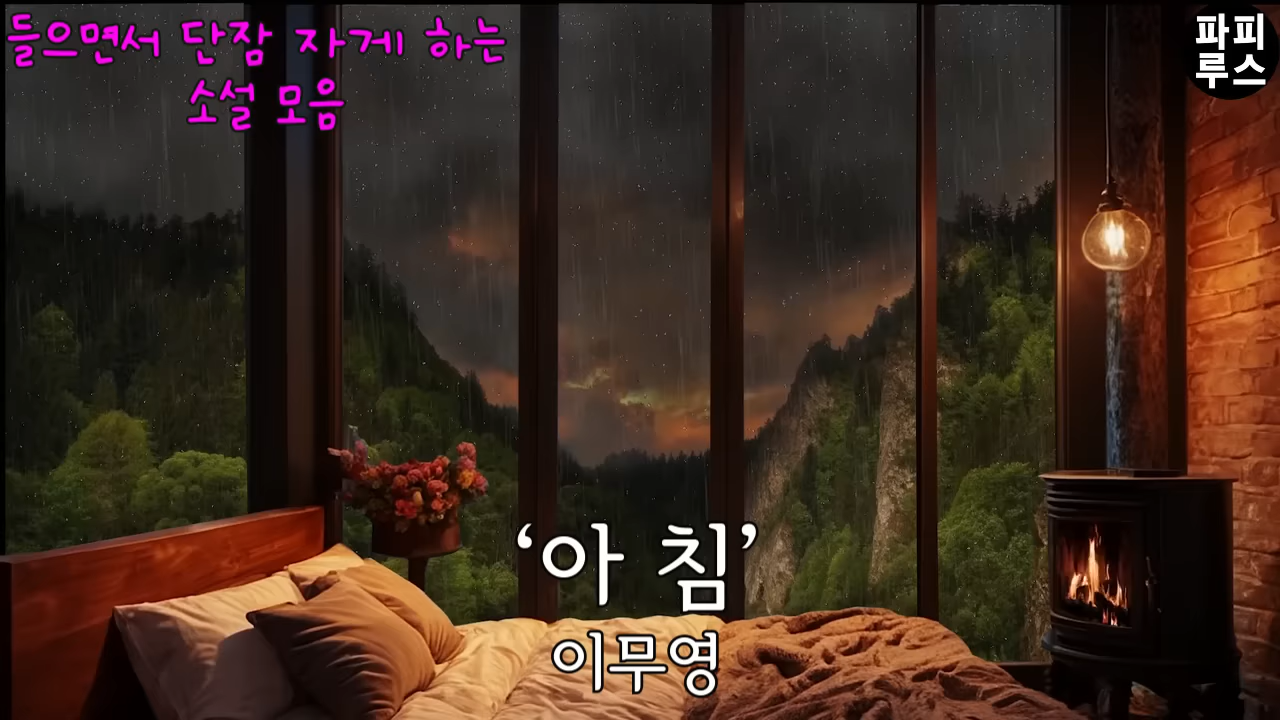 들으면서 단잠 자게 하는
소설 모음
파피
루스
‘아 침’
이무영